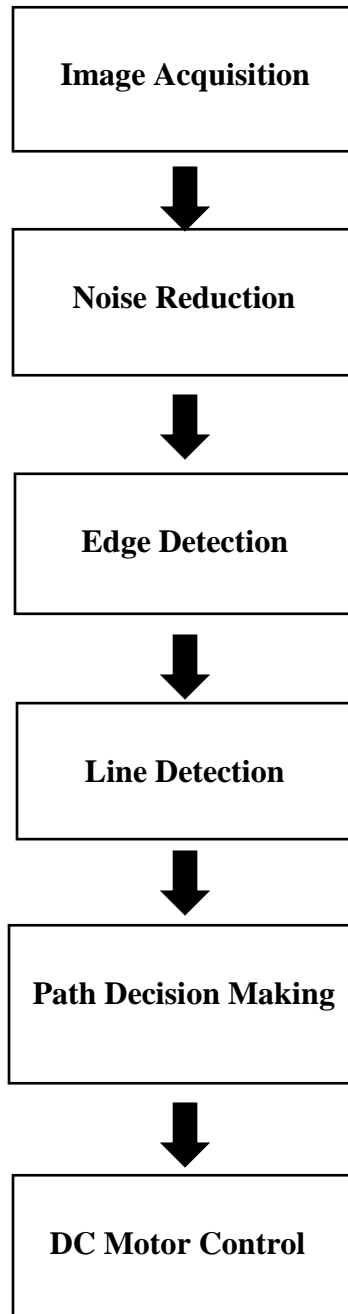 Image Acquisition
Noise Reduction
Edge Detection
Line Detection
Path Decision Making
DC Motor Control